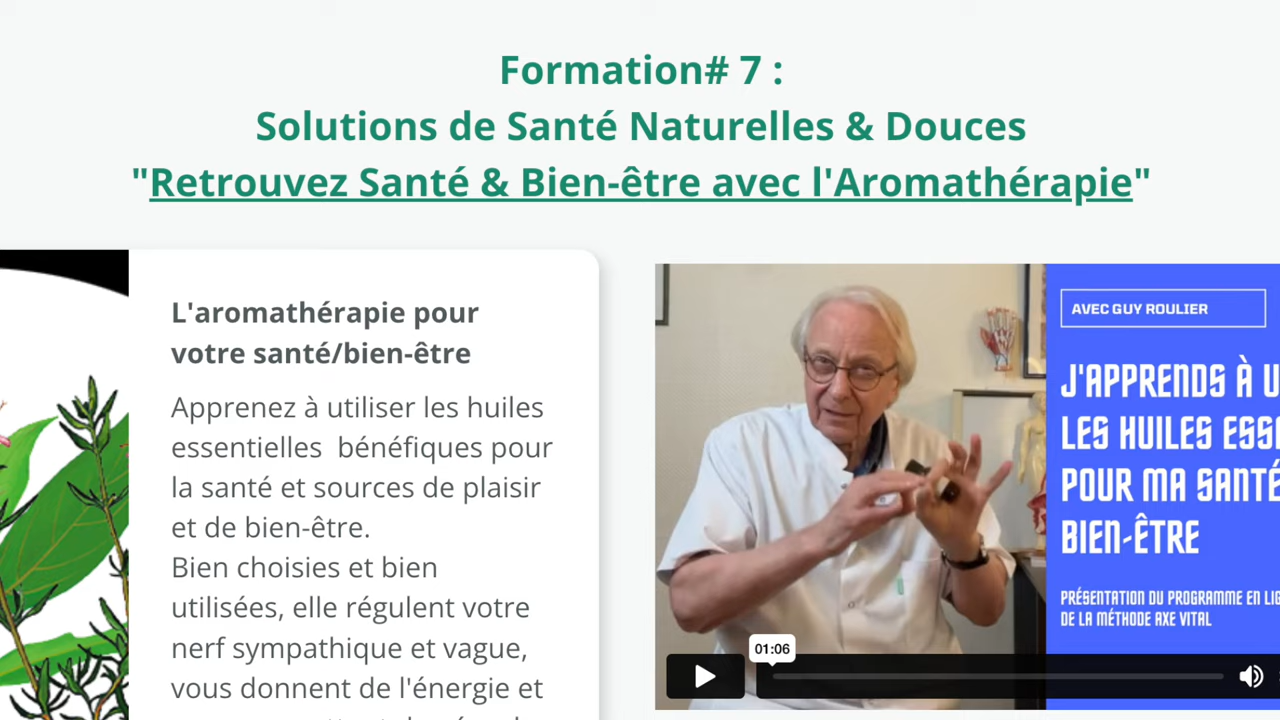 Formation# 7 :
Solutions de Santé Naturelles & Douces
"Retrouvez Santé & Bien-être avec l'Aromathérapie"
L'aromathérapie pour
votre santé/bien-être
Apprenez à utiliser les huiles
essentielles  bénéfiques pour
la santé et sources de plaisir
et de bien-être.
Bien choisies et bien
utilisées, elle régulent votre
nerf sympathique et vague,
vous donnent de l'énergie et
AVEC GUY ROULIER
J'APPRENDS À U
LES HUILES ESSE
POUR MA SANTÉ
BIEN-ÊTRE
PRÉSENTATION DU PROGRAMME EN LIG
DE LA MÉTHODE AXE VITAL
01:06